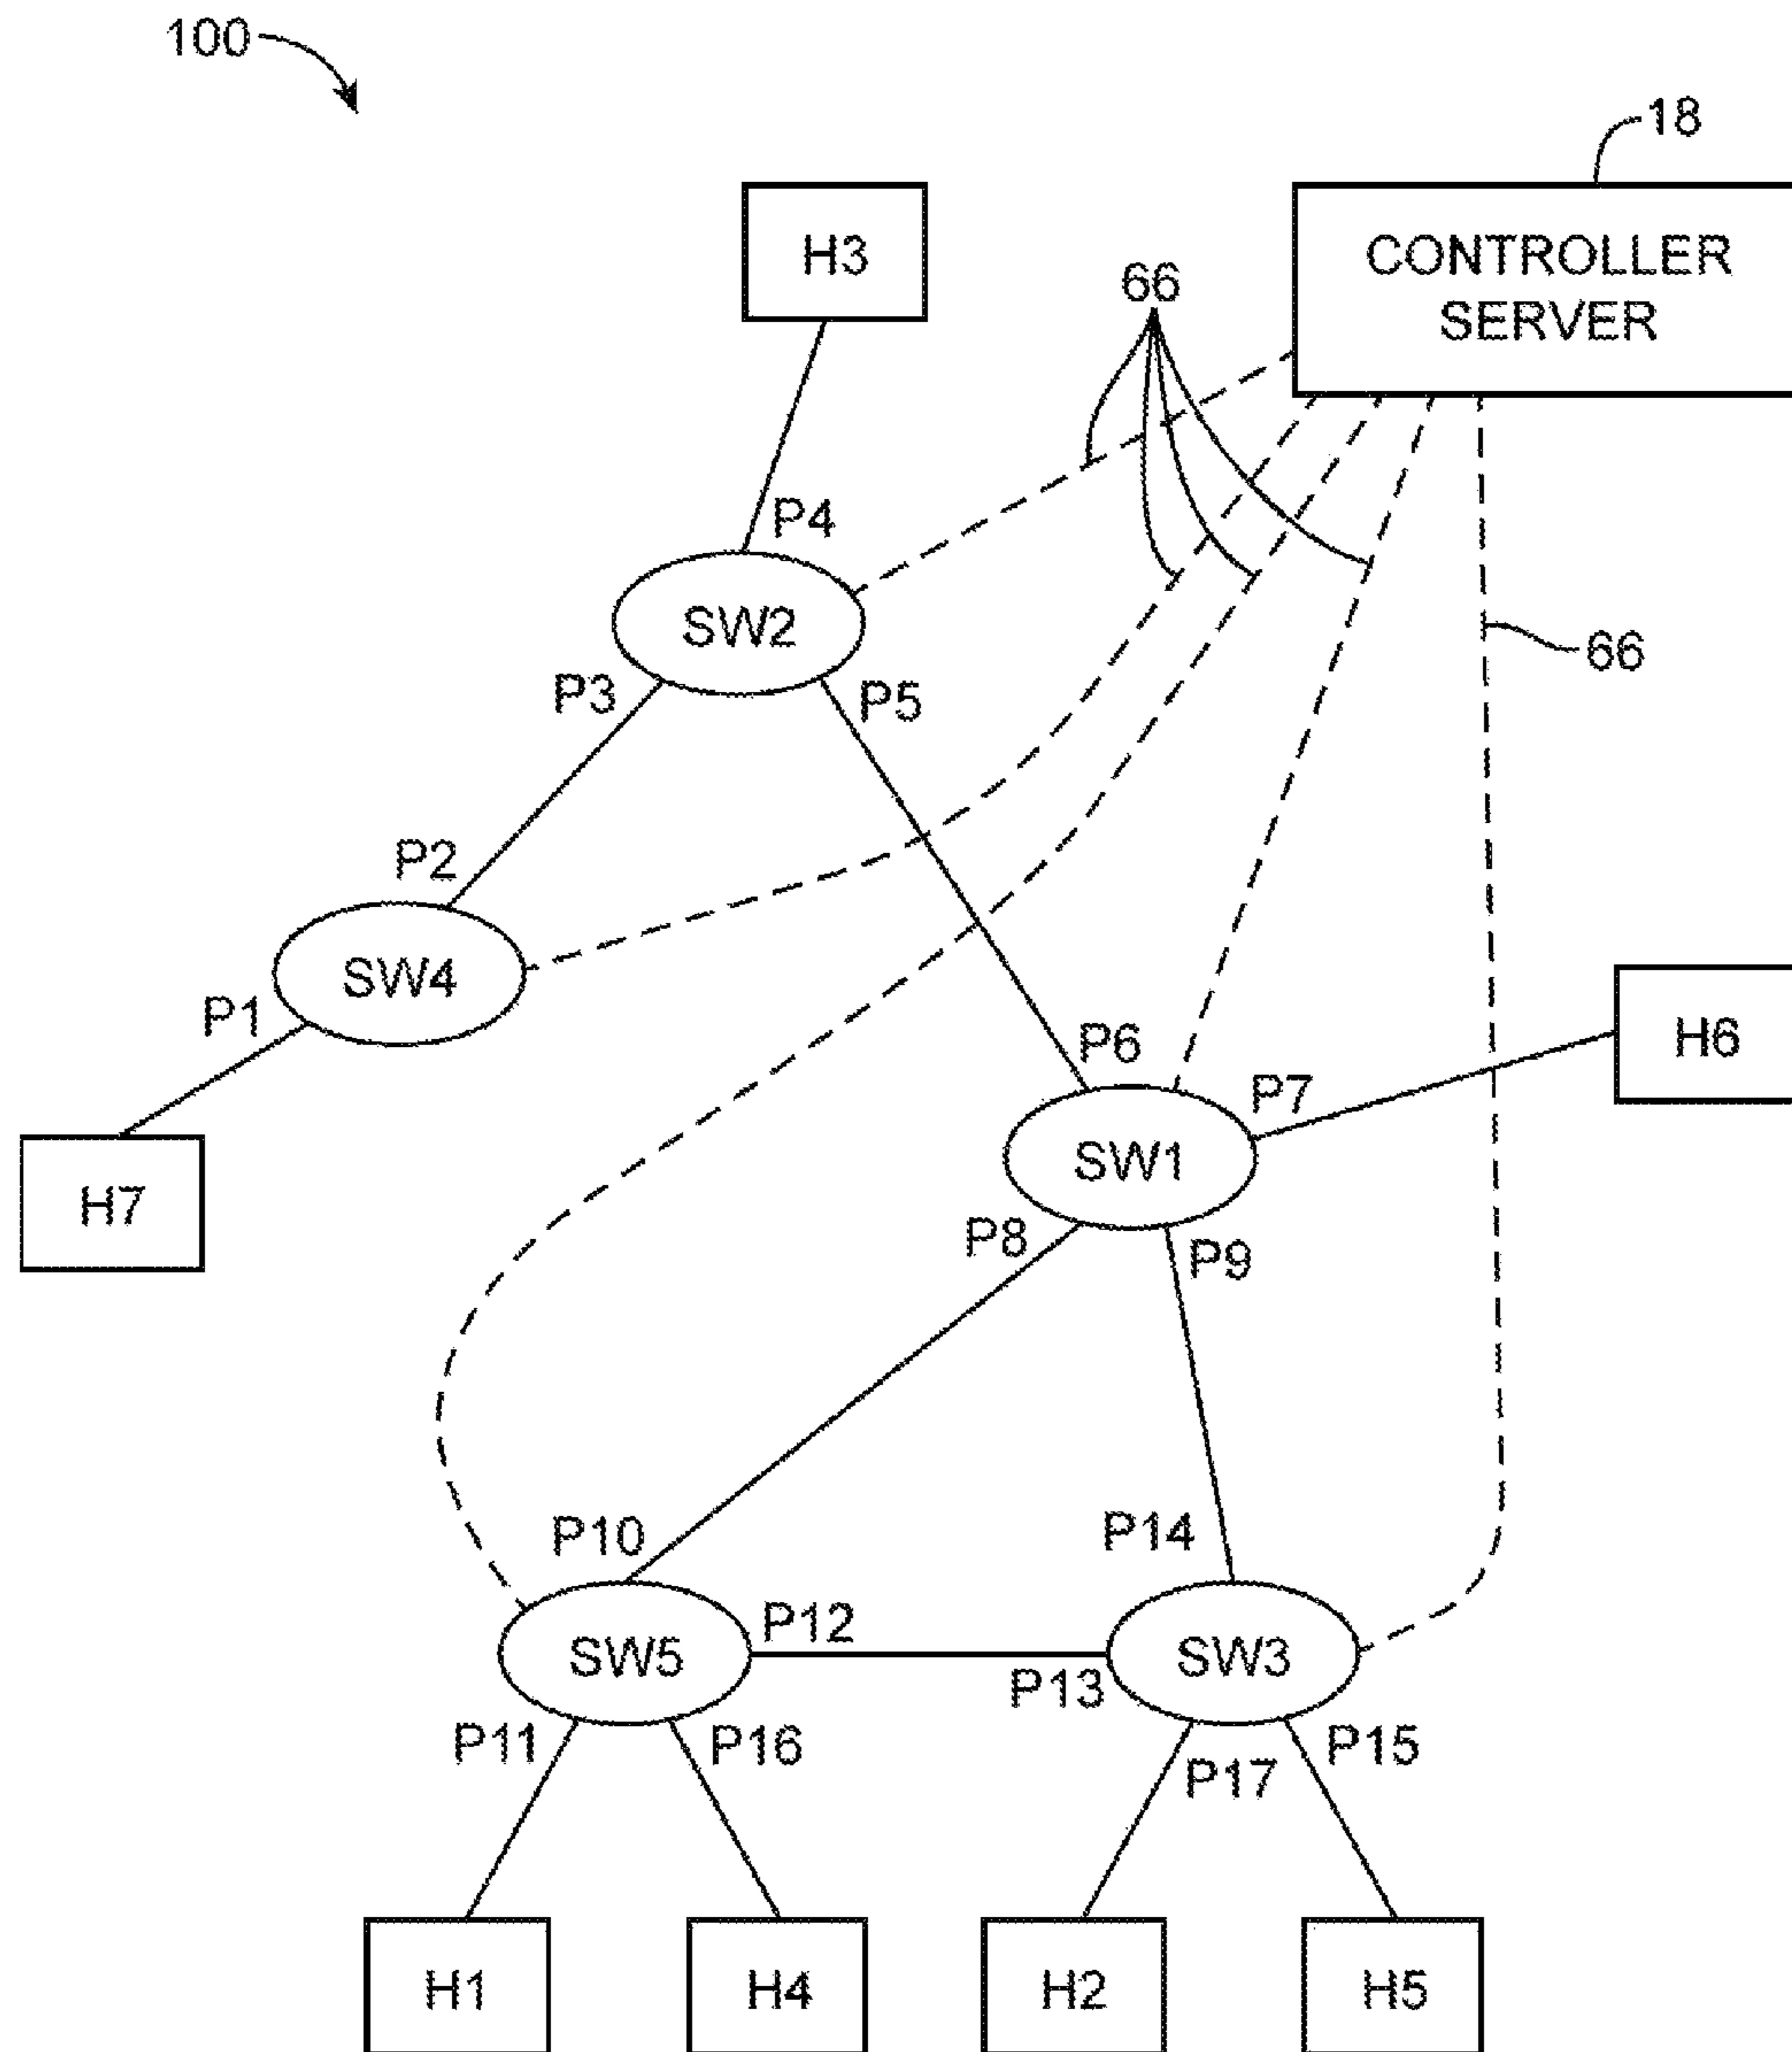 100
18
H3
CONTROLLER
SERVER
66
P4
SW2
66
P3
P5
P2
SW4
P1
P6
H6
P7
SW1
H7
P8
P9
P10
P14
P12
SW5
SW3
P13
P11
P16
P15
P17
H1
H4
H2
H5